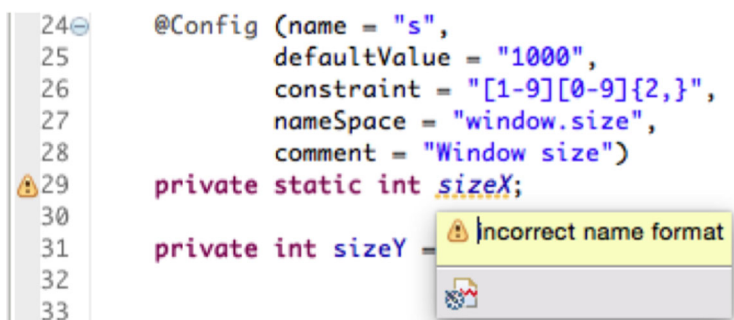 24 @Config (name = "s",
25 defaultValue = "1000",
26 constraint = "[1-9][0-9]{2,}",
27 nameSpace = "window.size",
28 comment = "Window size")
29 private static int sizeX;
30
incorrect name format
31 private int sizeY =
32
33